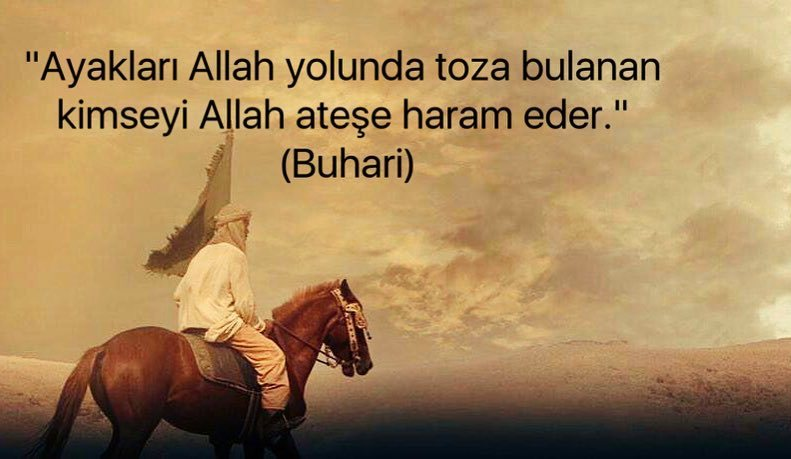 "Ayakları Allah yolunda toza bulanan
kimseyi Allah ateşe haram eder."
(Buhari)